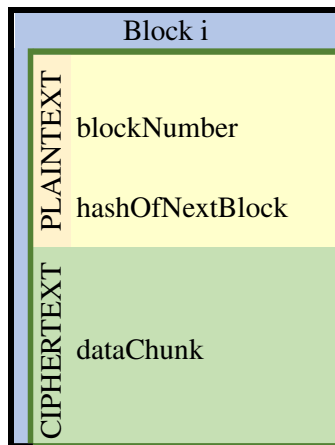 Block i
PLAINTEXT
blockNumber
hashOfNextBlock
CIPHERTEXT
dataChunk